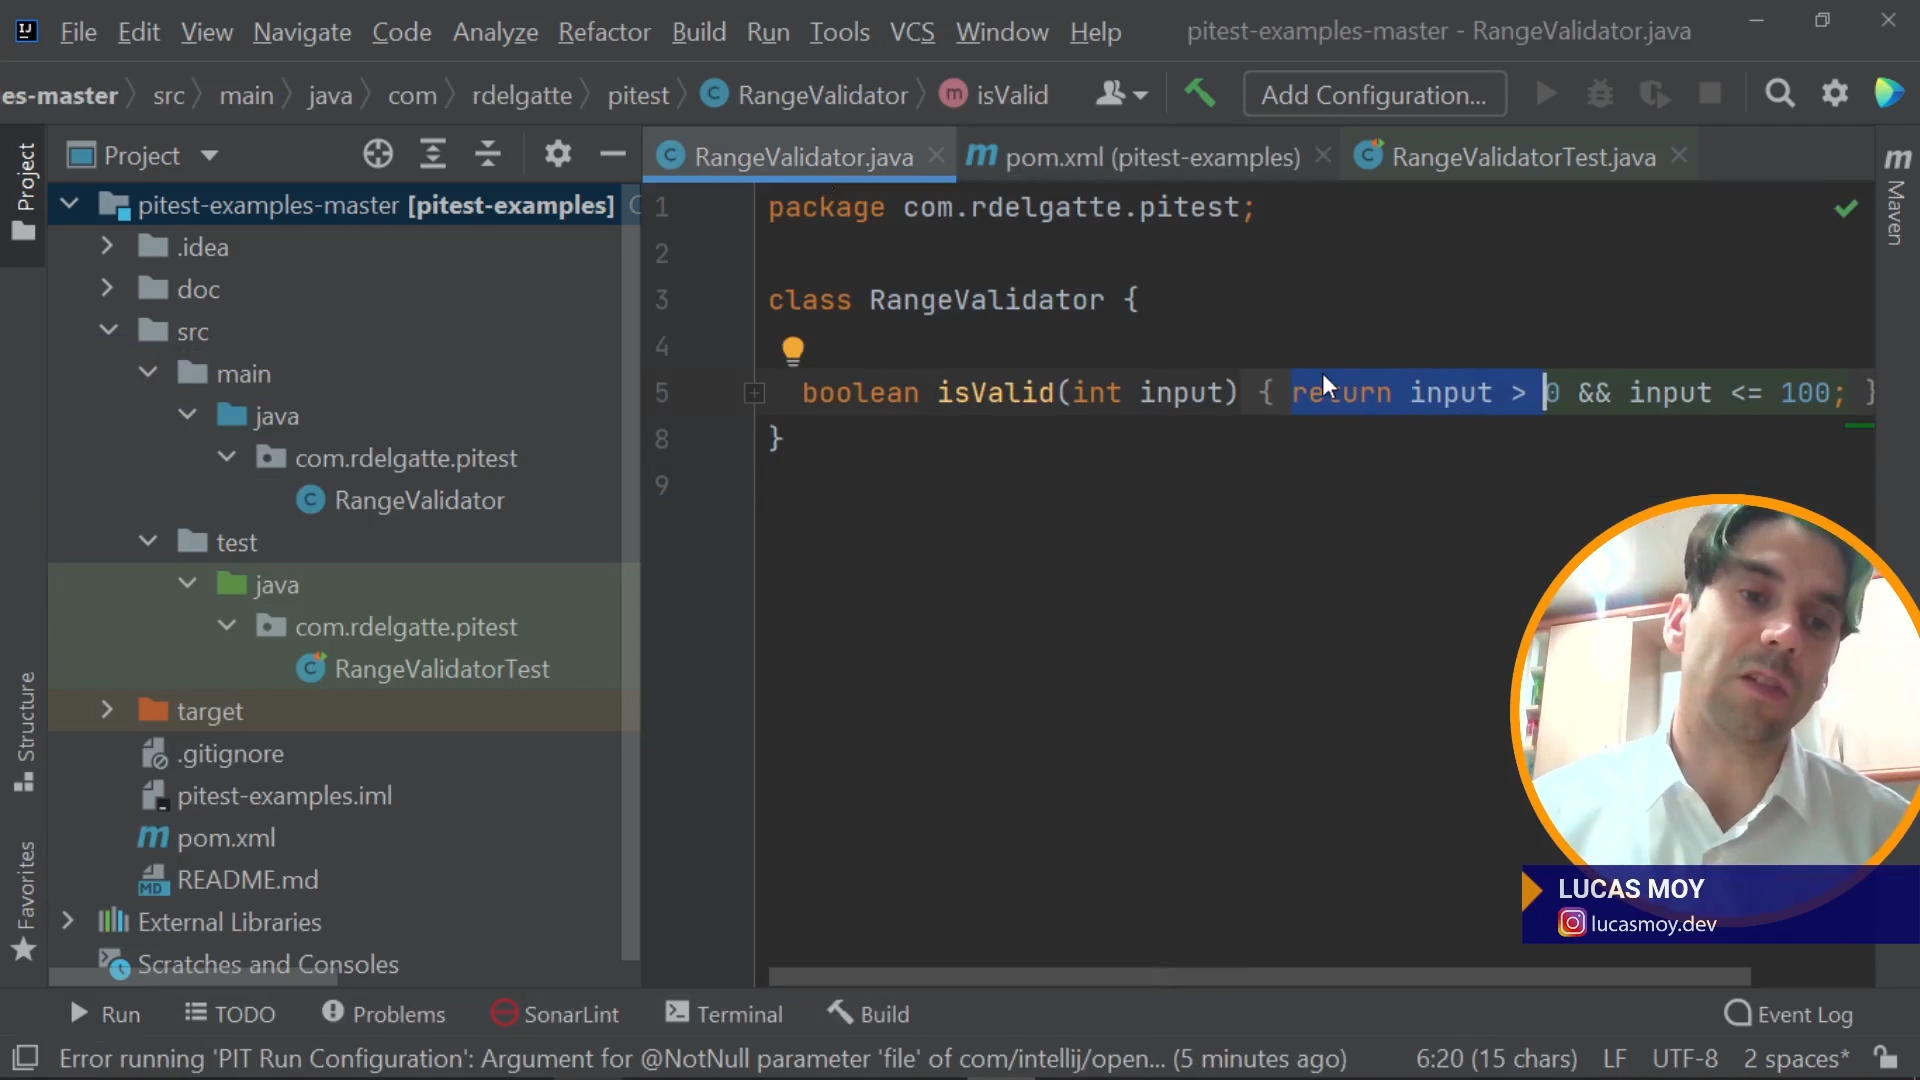 File Edit View Navigate Code Analyze Refactor Build Run Tools VCS Window Help pitest-examples-master - RangeValidator.java
es-master src main java com rdelgatte pitest RangeValidator isValid Add Configuration...
Project
RangeValidator.java
pom.xml (pitest-examples)
RangeValidatorTest.java
Project
Structure
Favorites
Maven
pitest-examples-master [pitest-examples] C
.idea
doc
src
main
java
com.rdelgatte.pitest
RangeValidator
test
java
com.rdelgatte.pitest
RangeValidatorTest
target
.gitignore
pitest-examples.iml
pom.xml
README.md
External Libraries
Scratches and Consoles
1 package com.rdelgatte.pitest;
2
3 class RangeValidator {
4
5 boolean isValid(int input) { return input > 0 && input <= 100; }
8 }
9
LUCAS MOY
lucasmoy.dev
Run TODO Problems SonarLint Terminal Build Event Log
Error running 'PIT Run Configuration': Argument for @NotNull parameter 'file' of com/intellij/open... (5 minutes ago) 6:20 (15 chars) LF UTF-8 2 spaces*